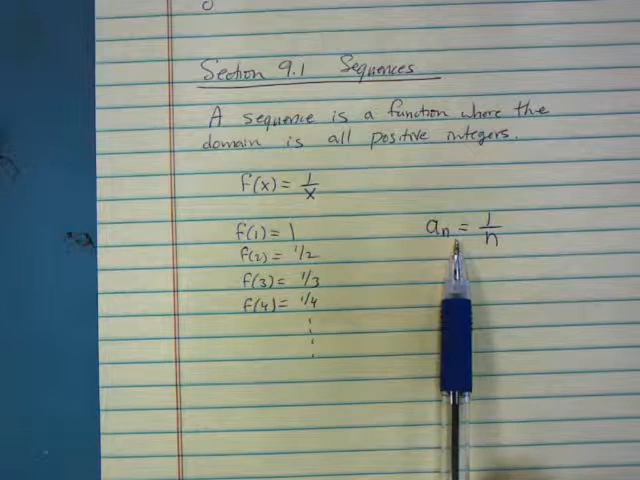 Section 9.1 Sequences
A sequence is a function where the
domain is all positive integers.
f(x) = 1/x
f(1) = 1
f(2) = 1/2
f(3) = 1/3
f(4) = 1/4
aₙ = 1/n